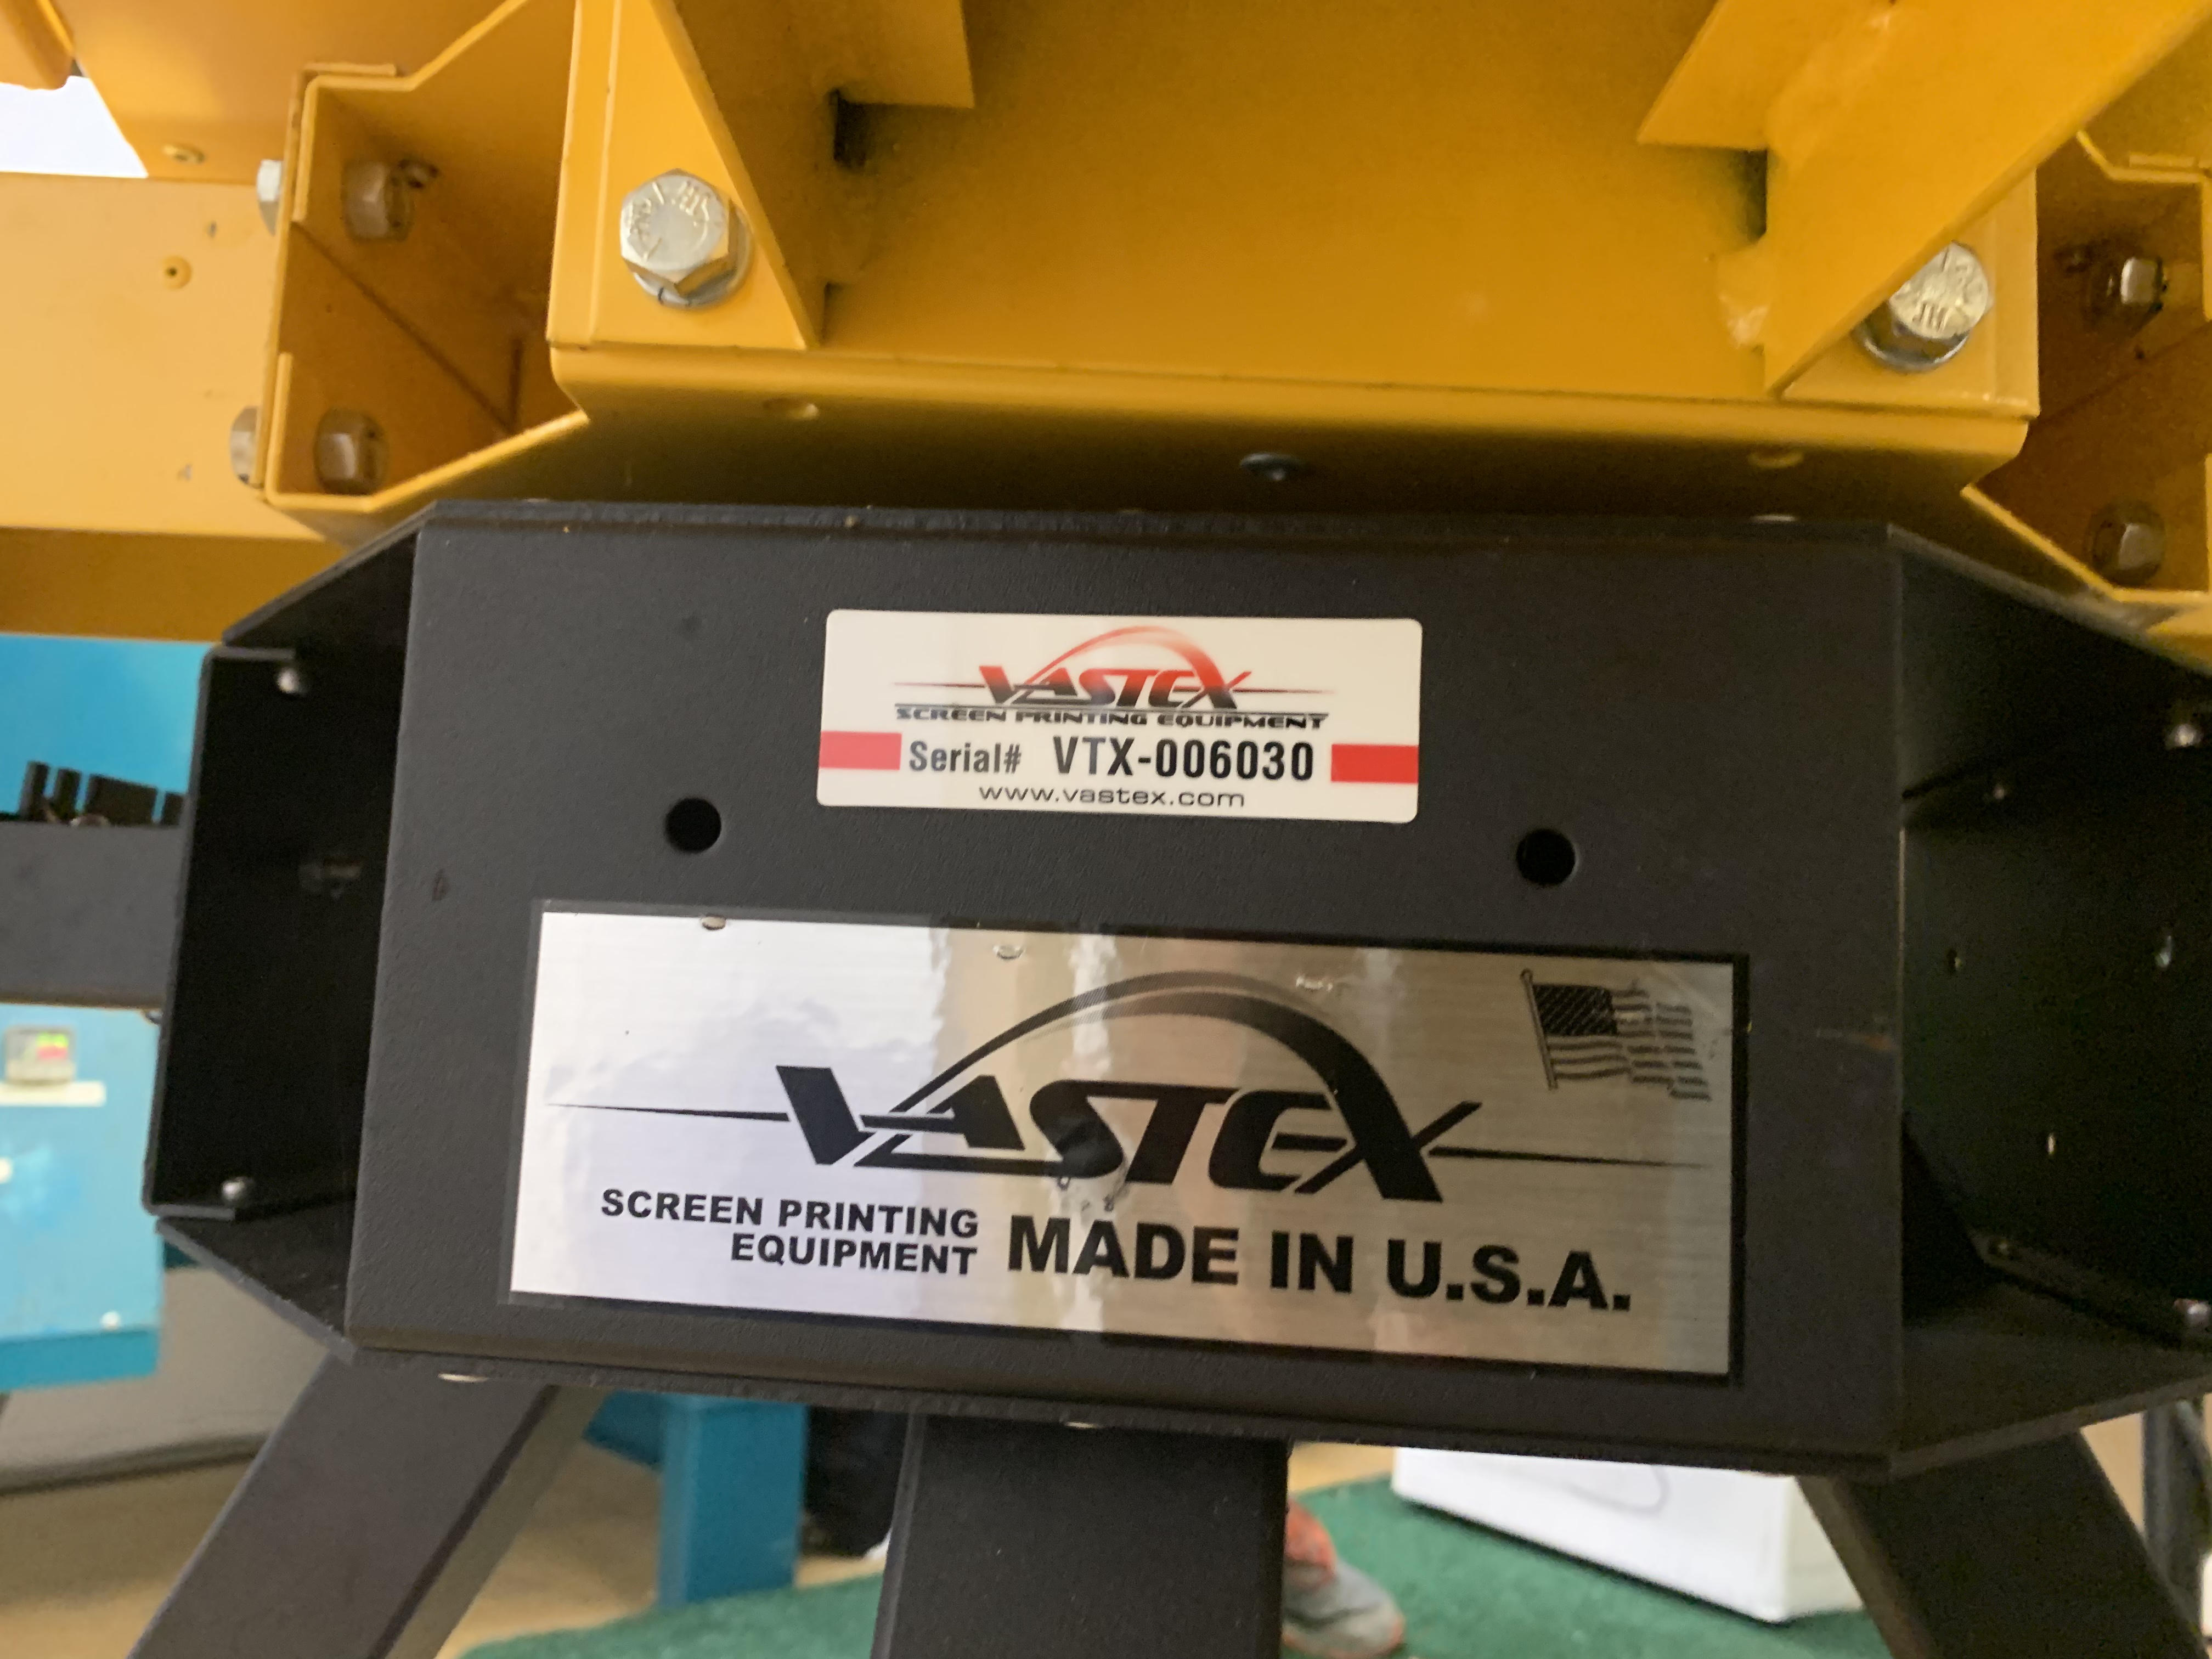 VASTEX
SCREEN PRINTING EQUIPMENT
Serial# VTX-006030
www.vastex.com
VASTEX
SCREEN PRINTING
EQUIPMENT
MADE IN U.S.A.